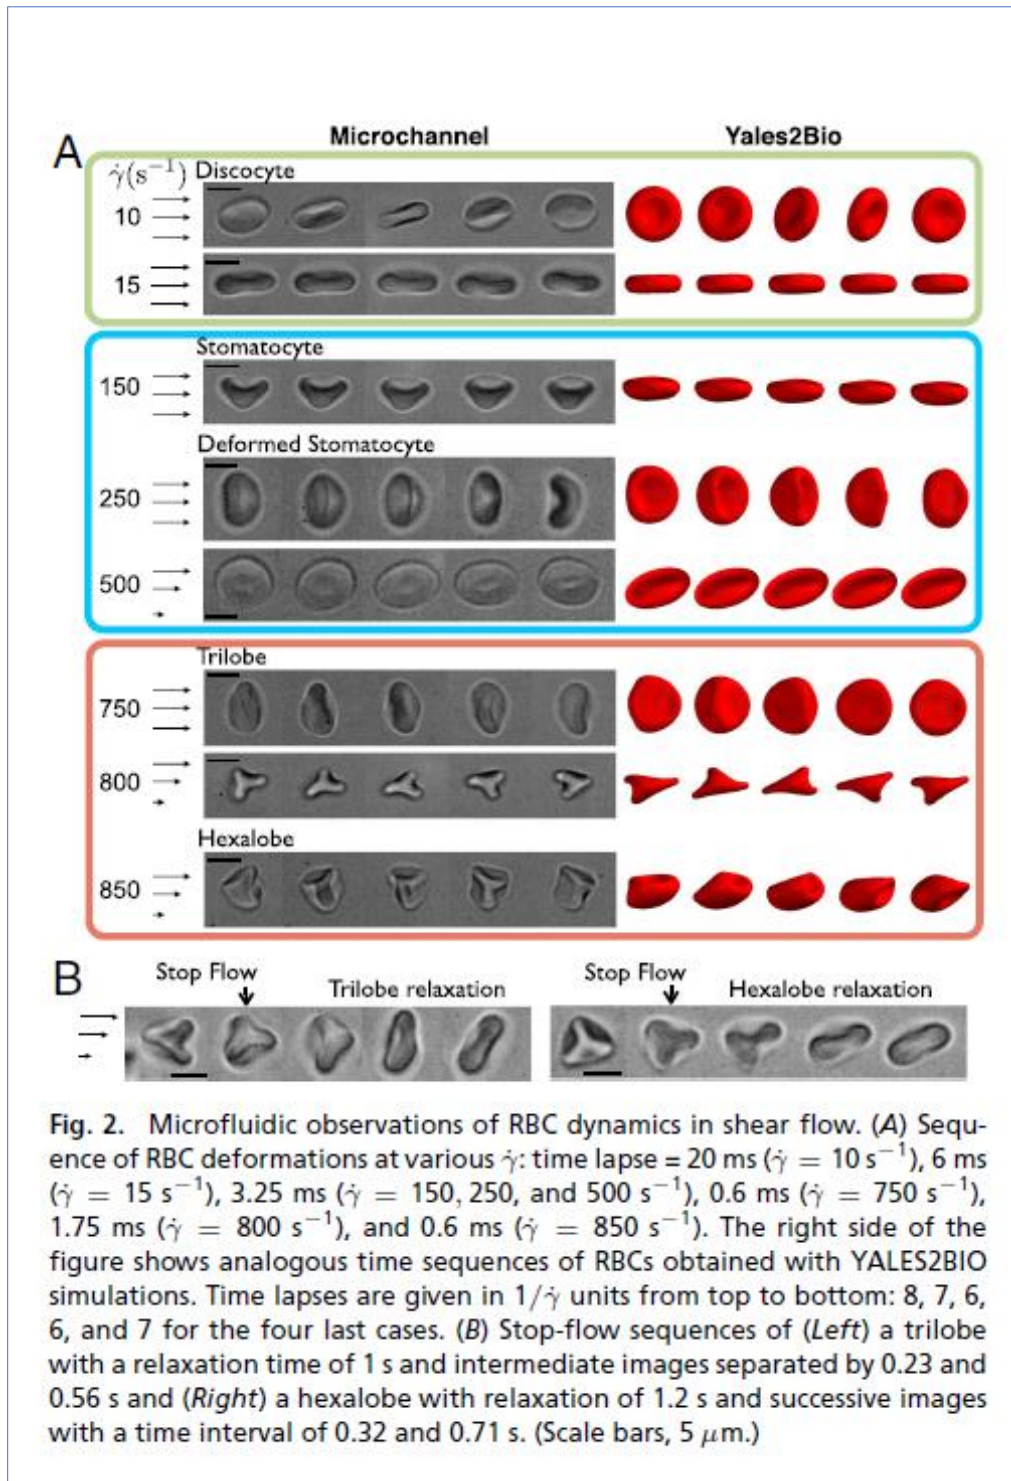 Microchannel Yales2Bio
A
γ̇(s⁻¹) Discocyte
10
15
Stomatocyte
150
Deformed Stomatocyte
250
500
Trilobe
750
800
Hexalobe
850
B
Stop Flow Trilobe relaxation
Stop Flow Hexalobe relaxation
Fig. 2. Microfluidic observations of RBC dynamics in shear flow. (A) Sequ-
ence of RBC deformations at various γ̇: time lapse = 20 ms (γ̇ = 10 s⁻¹), 6 ms
(γ̇ = 15 s⁻¹), 3.25 ms (γ̇ = 150, 250, and 500 s⁻¹), 0.6 ms (γ̇ = 750 s⁻¹),
1.75 ms (γ̇ = 800 s⁻¹), and 0.6 ms (γ̇ = 850 s⁻¹). The right side of the
figure shows analogous time sequences of RBCs obtained with YALES2BIO
simulations. Time lapses are given in 1/γ̇ units from top to bottom: 8, 7, 6,
6, and 7 for the four last cases. (B) Stop-flow sequences of (Left) a trilobe
with a relaxation time of 1 s and intermediate images separated by 0.23 and
0.56 s and (Right) a hexalobe with relaxation of 1.2 s and successive images
with a time interval of 0.32 and 0.71 s. (Scale bars, 5 μm.)